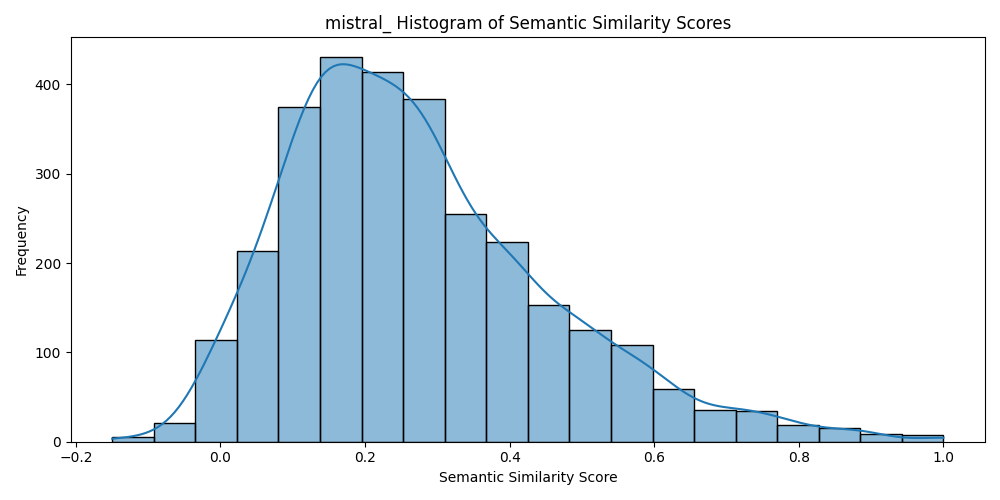 mistral_ Histogram of Semantic Similarity Scores
400
300
200
100
0
Frequency
−0.2 0.0 0.2 0.4 0.6 0.8 1.0
Semantic Similarity Score